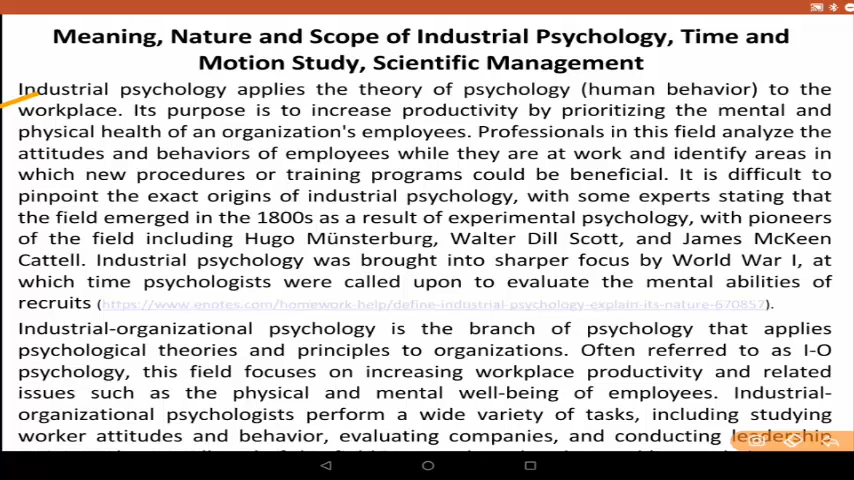 Meaning, Nature and Scope of Industrial Psychology, Time and
Motion Study, Scientific Management
Industrial psychology applies the theory of psychology (human behavior) to the
workplace. Its purpose is to increase productivity by prioritizing the mental and
physical health of an organization's employees. Professionals in this field analyze the
attitudes and behaviors of employees while they are at work and identify areas in
which new procedures or training programs could be beneficial. It is difficult to
pinpoint the exact origins of industrial psychology, with some experts stating that
the field emerged in the 1800s as a result of experimental psychology, with pioneers
of the field including Hugo Münsterburg, Walter Dill Scott, and James McKeen
Cattell. Industrial psychology was brought into sharper focus by World War I, at
which time psychologists were called upon to evaluate the mental abilities of
recruits (https://www.enotes.com/homework-help/define-industrial-psychology-explain-its-nature-670857).
Industrial-organizational psychology is the branch of psychology that applies
psychological theories and principles to organizations. Often referred to as I-O
psychology, this field focuses on increasing workplace productivity and related
issues such as the physical and mental well-being of employees. Industrial-
organizational psychologists perform a wide variety of tasks, including studying
worker attitudes and behavior, evaluating companies, and conducting leadership